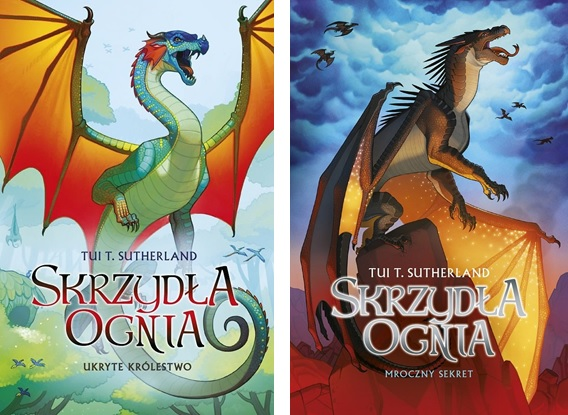 TUI T. SUTHERLAND
SKRZYDŁA
OGNIA
UKRYTE KRÓLESTWO
TUI T. SUTHERLAND
SKRZYDŁA
OGNIA
MROCZNY SEKRET